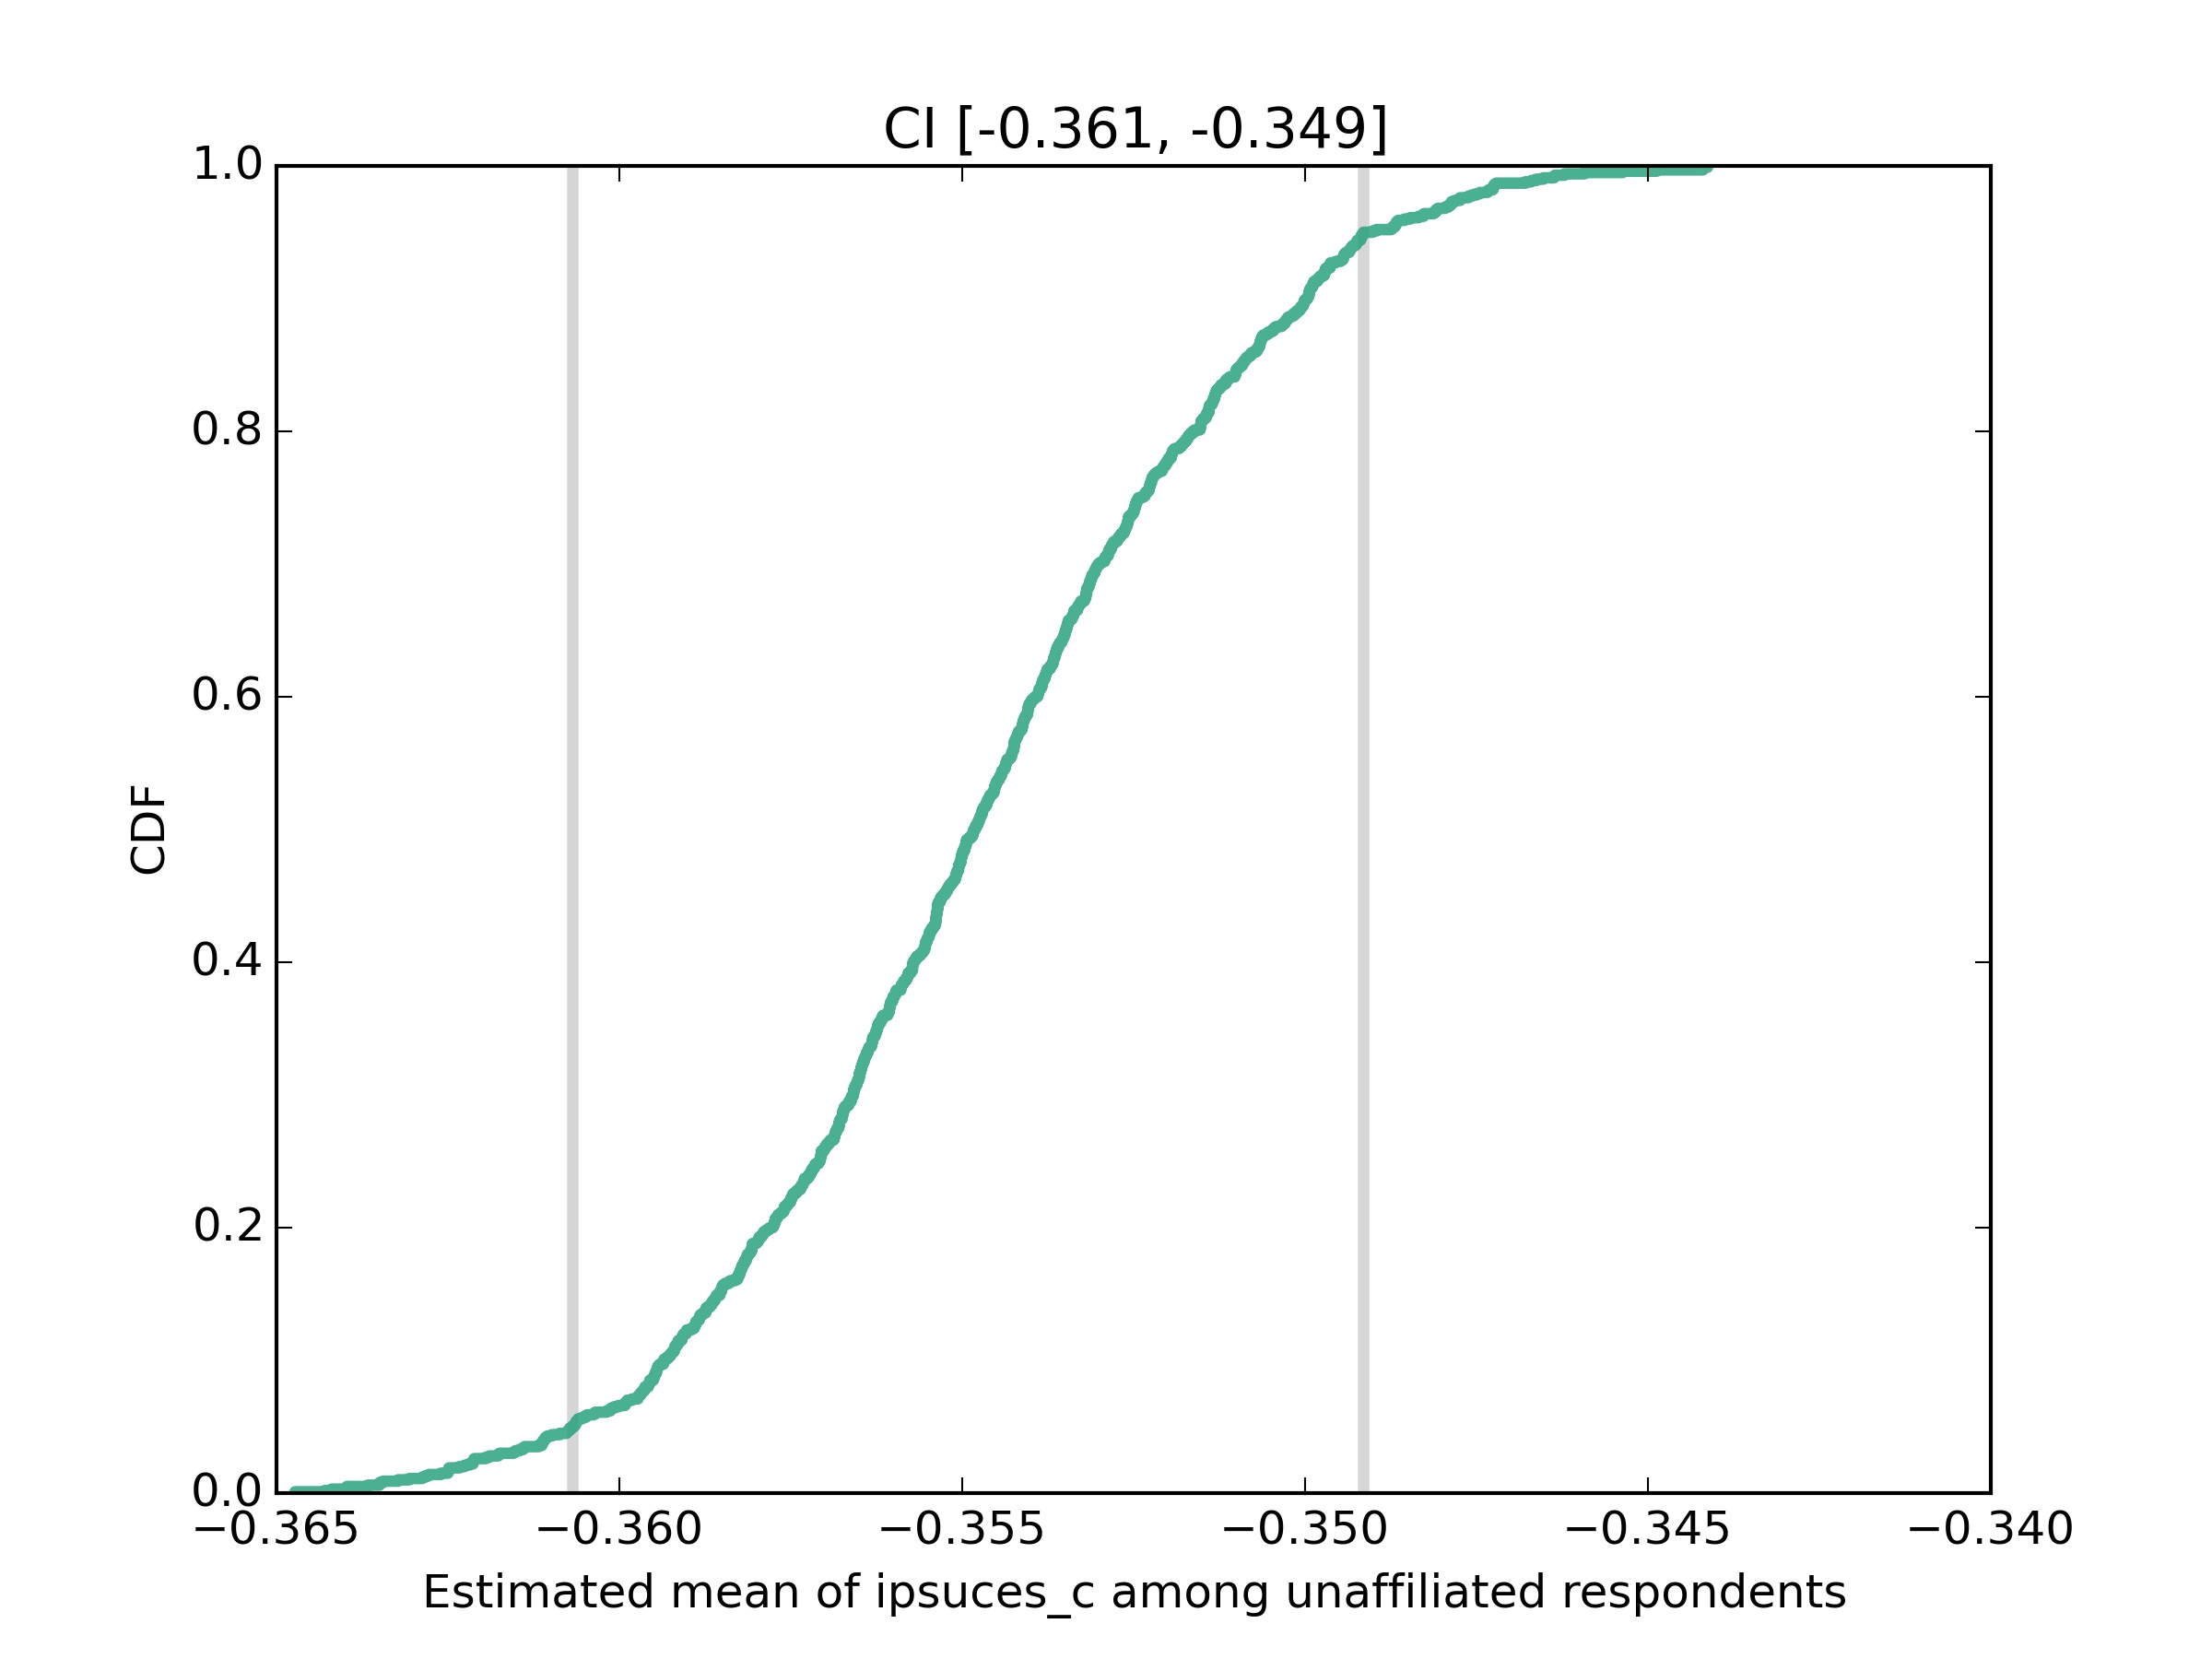 CI [-0.361, -0.349]
1.0
0.8
0.6
0.4
0.2
0.0
CDF
−0.365 −0.360 −0.355 −0.350 −0.345 −0.340
Estimated mean of ipsuces_c among unaffiliated respondents